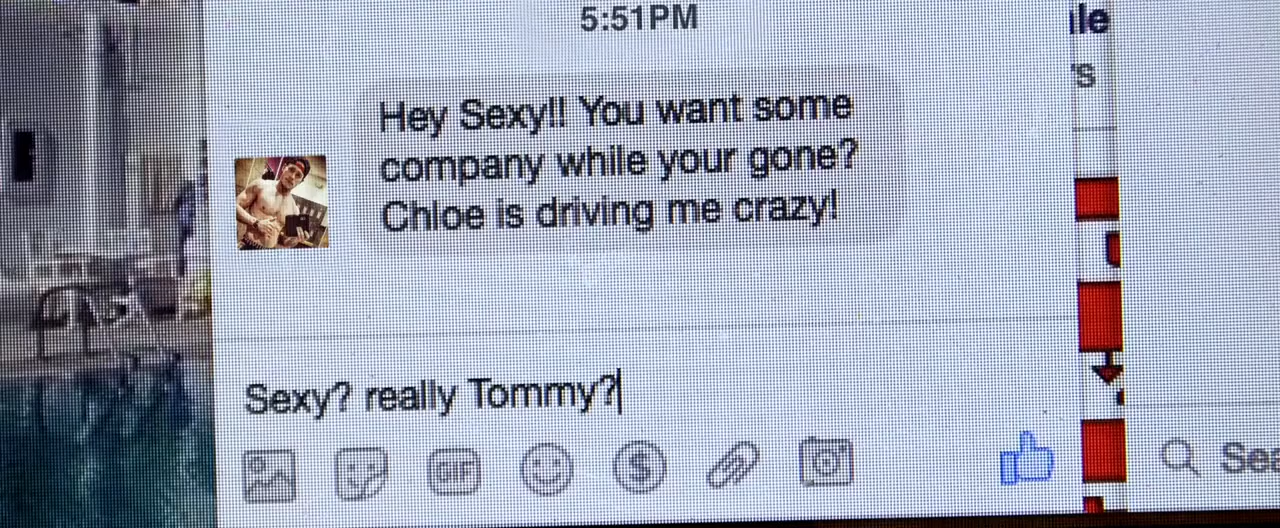 5:51PM
Hey Sexy!! You want some
company while your gone?
Chloe is driving me crazy!
Sexy? really Tommy?
GIF
$